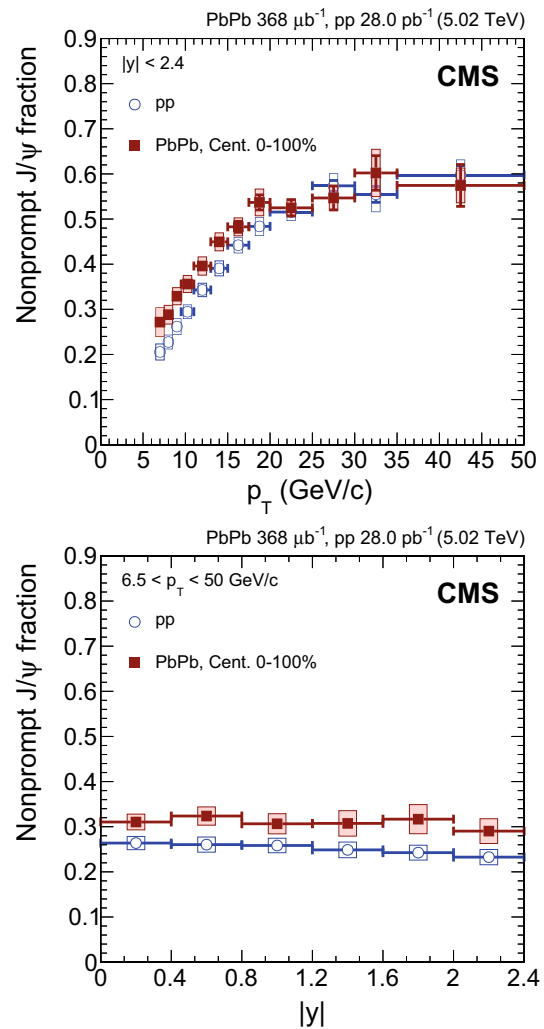 PbPb 368 μb⁻¹, pp 28.0 pb⁻¹ (5.02 TeV)
0.9
|y| < 2.4
CMS
0.8
pp
0.7
PbPb, Cent. 0-100%
0.6
0.5
0.4
0.3
0.2
0.1
0
Nonprompt J/ψ fraction
0 5 10 15 20 25 30 35 40 45 50
p_T (GeV/c)
PbPb 368 μb⁻¹, pp 28.0 pb⁻¹ (5.02 TeV)
0.9
6.5 < p_T < 50 GeV/c
CMS
0.8
pp
0.7
PbPb, Cent. 0-100%
0.6
0.5
0.4
0.3
0.2
0.1
0
Nonprompt J/ψ fraction
0 0.4 0.8 1.2 1.6 2 2.4
|y|